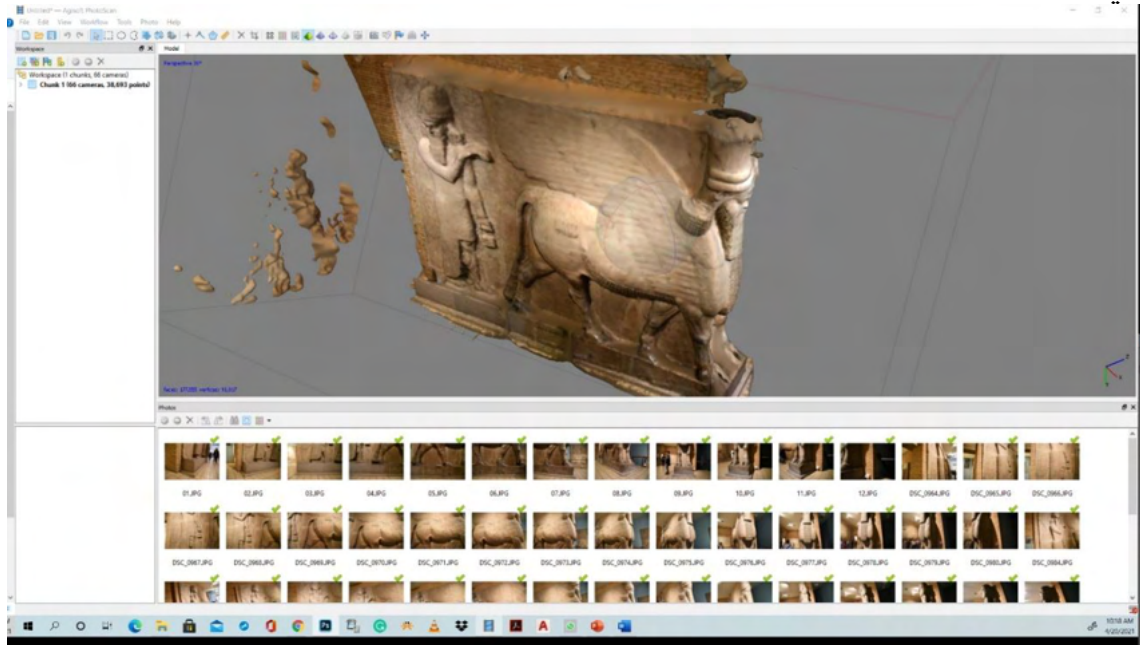 Untitled* — Agisoft PhotoScan
File Edit View Workflow Tools Photo Help
Workspace
Model
Workspace (1 chunks, 66 cameras)
Chunk 1 (66 cameras, 38,693 points)
Perspective 30°
Photos
01.JPG 02.JPG 03.JPG 04.JPG 05.JPG 06.JPG 07.JPG 08.JPG 09.JPG 10.JPG 11.JPG 12.JPG DSC_0964.JPG DSC_0965.JPG DSC_0966.JPG
DSC_0967.JPG DSC_0968.JPG DSC_0969.JPG DSC_0970.JPG DSC_0971.JPG DSC_0972.JPG DSC_0973.JPG DSC_0974.JPG DSC_0975.JPG DSC_0976.JPG DSC_0977.JPG DSC_0978.JPG DSC_0979.JPG DSC_0980.JPG DSC_0984.JPG
10:18 AM
4/20/2021